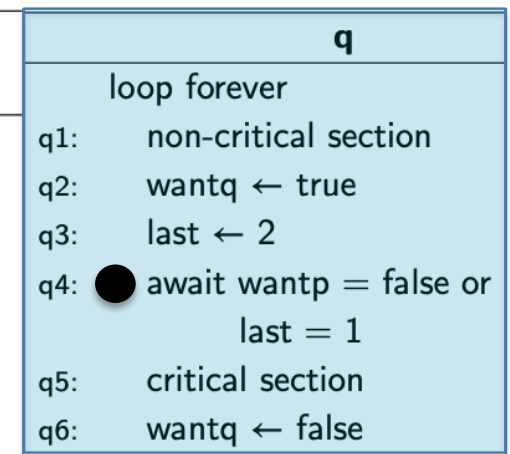 q
loop forever
q1: non-critical section
q2: wantq ← true
q3: last ← 2
q4: await wantp = false or
last = 1
q5: critical section
q6: wantq ← false